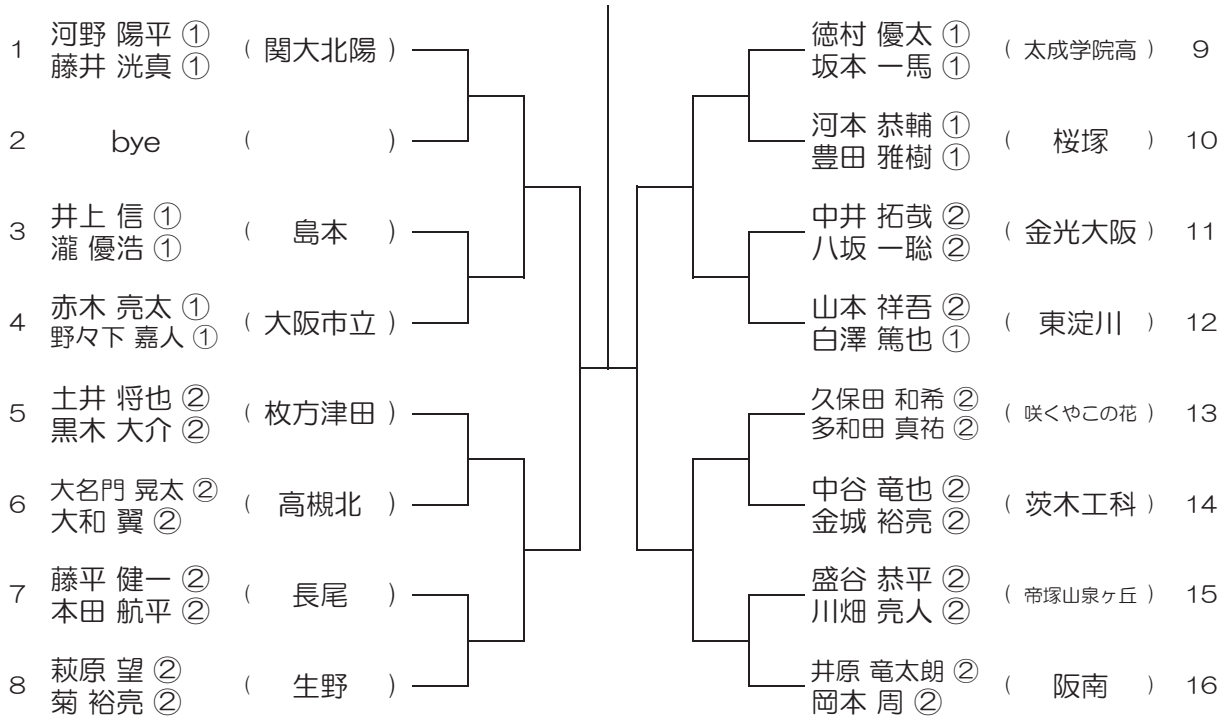 1 河野 陽平 ① ( 関大北陽 )
藤井 洸真 ①
2 bye ( )
3 井上 信 ① ( 島本 )
瀧 優浩 ①
4 赤木 亮太 ① ( 大阪市立 )
野々下 嘉人 ①
5 土井 将也 ② ( 枚方津田 )
黒木 大介 ②
6 大名門 晃太 ② ( 高槻北 )
大和 翼 ②
7 藤平 健一 ② ( 長尾 )
本田 航平 ②
8 萩原 望 ② ( 生野 )
菊 裕亮 ②
徳村 優太 ① ( 太成学院高 ) 9
坂本 一馬 ①
河本 恭輔 ① ( 桜塚 ) 10
豊田 雅樹 ①
中井 拓哉 ② ( 金光大阪 ) 11
八坂 一聡 ②
山本 祥吾 ② ( 東淀川 ) 12
白澤 篤也 ①
久保田 和希 ② ( 咲くやこの花 ) 13
多和田 真祐 ②
中谷 竜也 ② ( 茨木工科 ) 14
金城 裕亮 ②
盛谷 恭平 ② ( 帝塚山泉ヶ丘 ) 15
川畑 亮人 ②
井原 竜太朗 ② ( 阪南 ) 16
岡本 周 ②